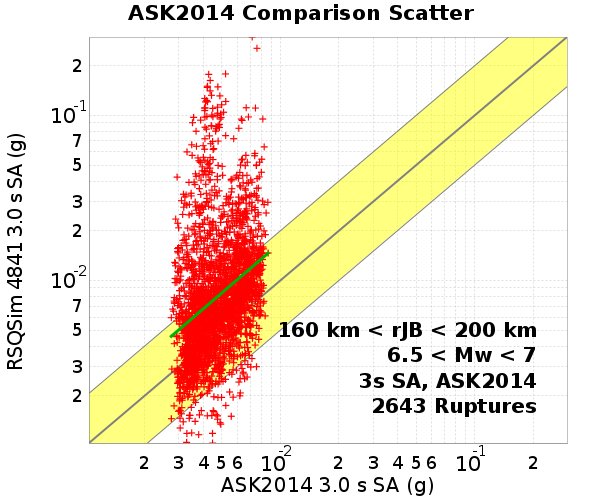 ASK2014 Comparison Scatter
RSQSim 4841 3.0 s SA (g)
2
10-1
7
5
3
2
10-2
7
5
3
2
160 km < rJB < 200 km
6.5 < Mw < 7
3s SA, ASK2014
2643 Ruptures
2 3 4 5 6 10-2 2 3 4 5 6 10-1 2
ASK2014 3.0 s SA (g)